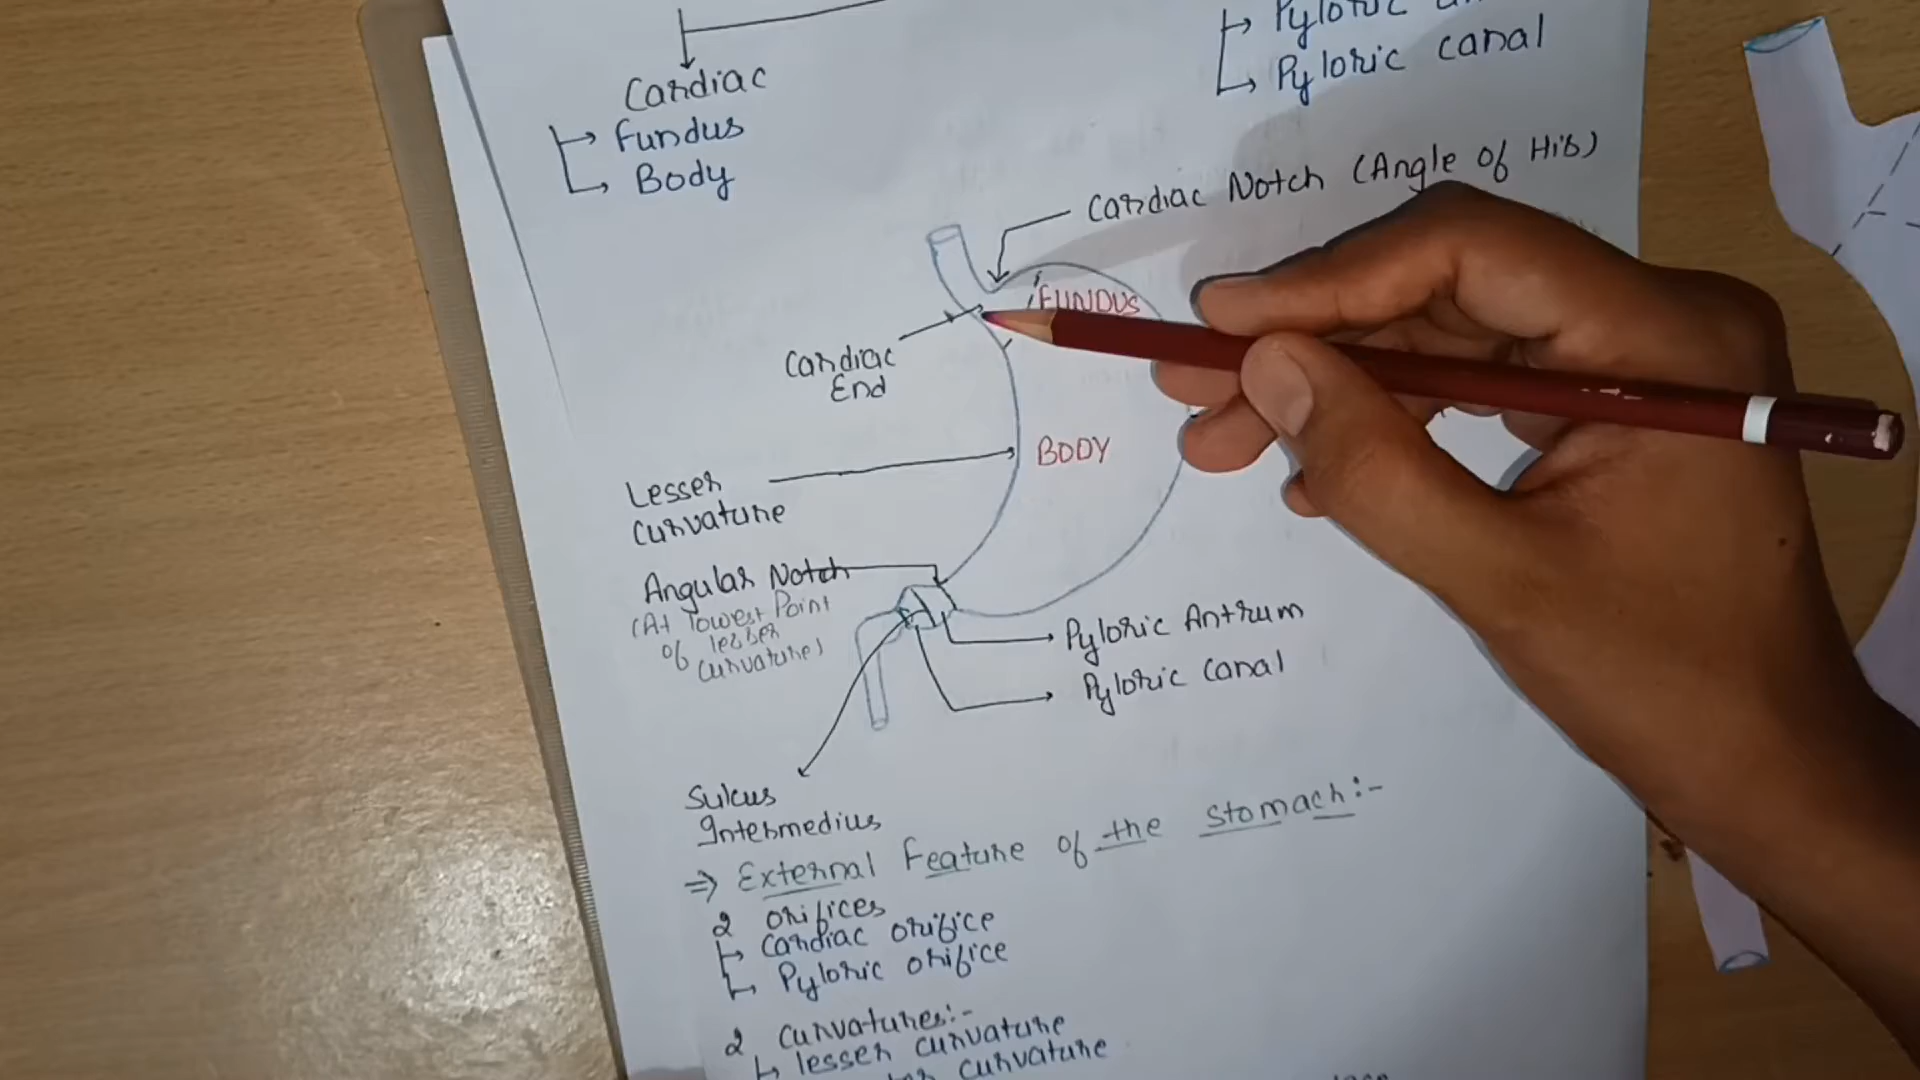 Pyloric
Pyloric canal
Cardiac
Fundus
Body
Cardiac Notch (Angle of His)
FUNDUS
Cardiac
End
BODY
Lesser
Curvature
Angular Notch
(At lowest Point
of lesser
curvature)
Pyloric Antrum
Pyloric Canal
Sulcus
Intermedius
⇒ External Feature of the Stomach:-
2 orifices
Cardiac orifice
Pyloric orifice
2 Curvatures:-
lesser curvature
curvature